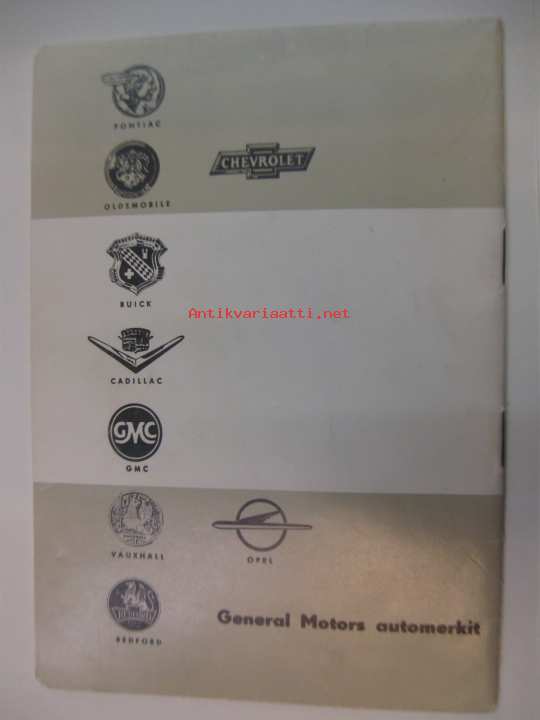 PONTIAC
CHEVROLET
OLDSMOBILE
BUICK
Antikvariaatti.net
CADILLAC
GMC
GMC
VAUXHALL
OPEL
BEDFORD
General Motors automerkit